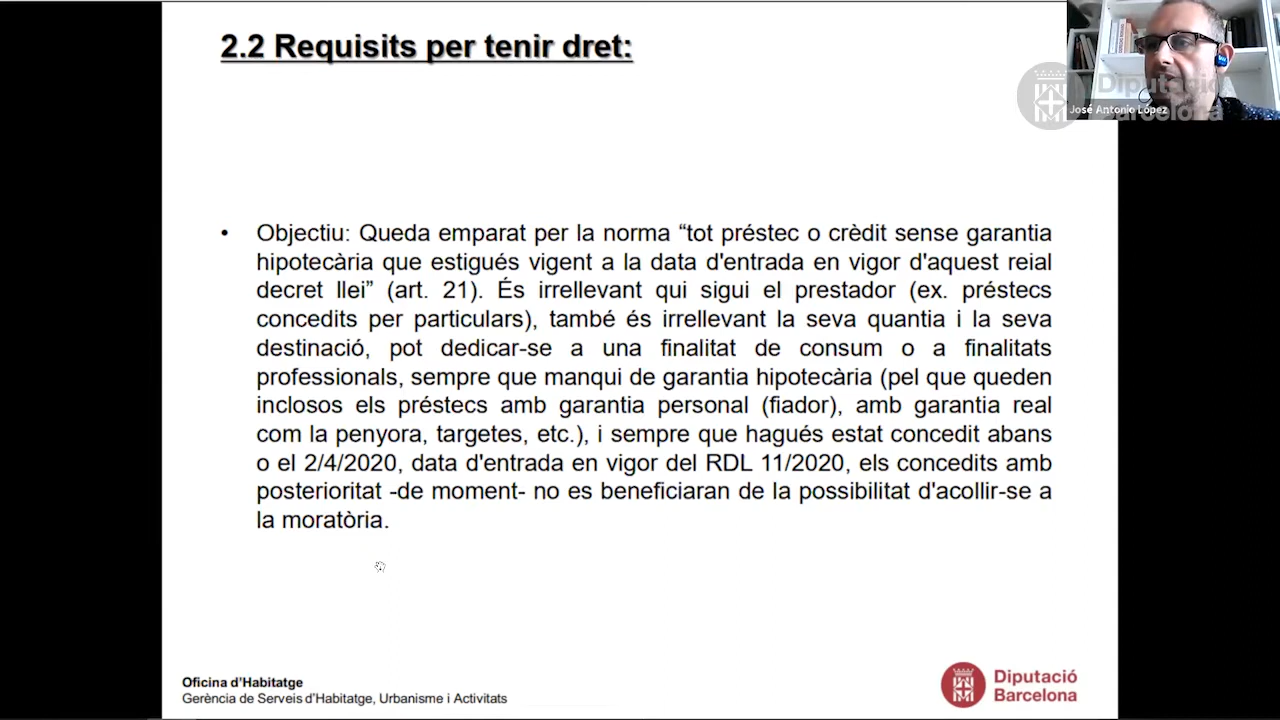 2.2 Requisits per tenir dret:
Diputació
José Antonio López
Barcelona
• Objectiu: Queda emparat per la norma “tot préstec o crèdit sense garantia
hipotecària que estigués vigent a la data d'entrada en vigor d'aquest reial
decret llei” (art. 21). És irrellevant qui sigui el prestador (ex. préstecs
concedits per particulars), també és irrellevant la seva quantia i la seva
destinació, pot dedicar-se a una finalitat de consum o a finalitats
professionals, sempre que manqui de garantia hipotecària (pel que queden
inclosos els préstecs amb garantia personal (fiador), amb garantia real
com la penyora, targetes, etc.), i sempre que hagués estat concedit abans
o el 2/4/2020, data d'entrada en vigor del RDL 11/2020, els concedits amb
posterioritat -de moment- no es beneficiaran de la possibilitat d'acollir-se a
la moratòria.
Oficina d’Habitatge
Gerència de Serveis d’Habitatge, Urbanisme i Activitats
Diputació
Barcelona